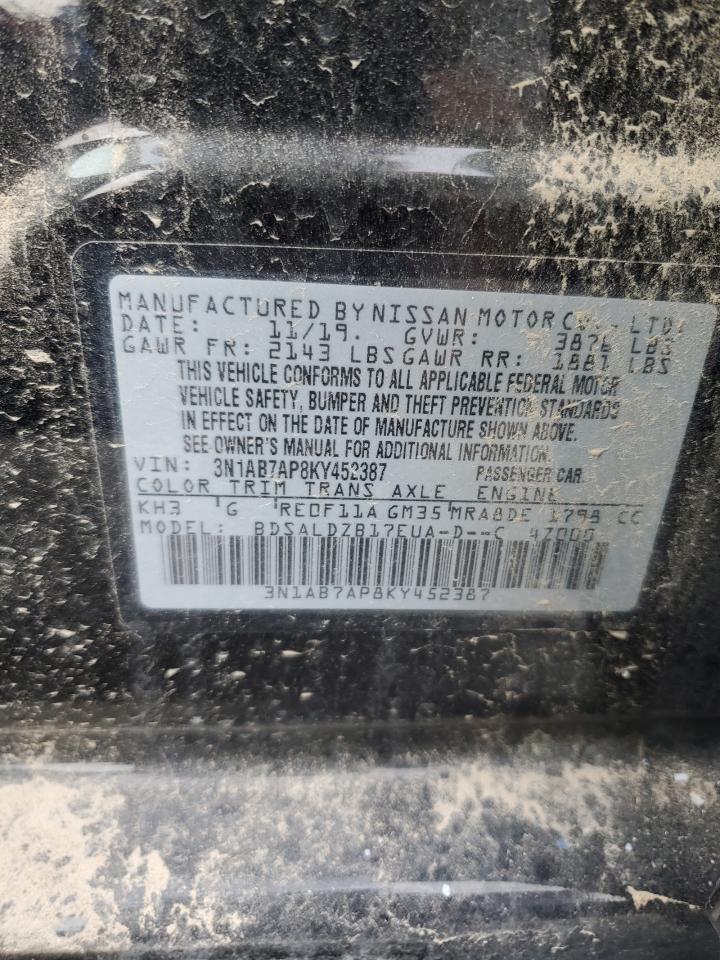 MANUFACTURED BY NISSAN MOTOR CO., LTD.
DATE: 11/19. GVWR: 3876 LBS
GAWR FR: 2143 LBS GAWR RR: 1881 LBS
THIS VEHICLE CONFORMS TO ALL APPLICABLE FEDERAL MOTOR
VEHICLE SAFETY, BUMPER AND THEFT PREVENTION STANDARDS
IN EFFECT ON THE DATE OF MANUFACTURE SHOWN ABOVE.
SEE OWNER'S MANUAL FOR ADDITIONAL INFORMATION.
VIN: 3N1AB7AP8KY452387 PASSENGER CAR
COLOR TRIM TRANS AXLE ENGINE
KH3 G RE0F11A GM35 MRA8DE 1798 CC
MODEL: BDSALDZB17EUA-D--C 47000
3N1AB7AP8KY452387